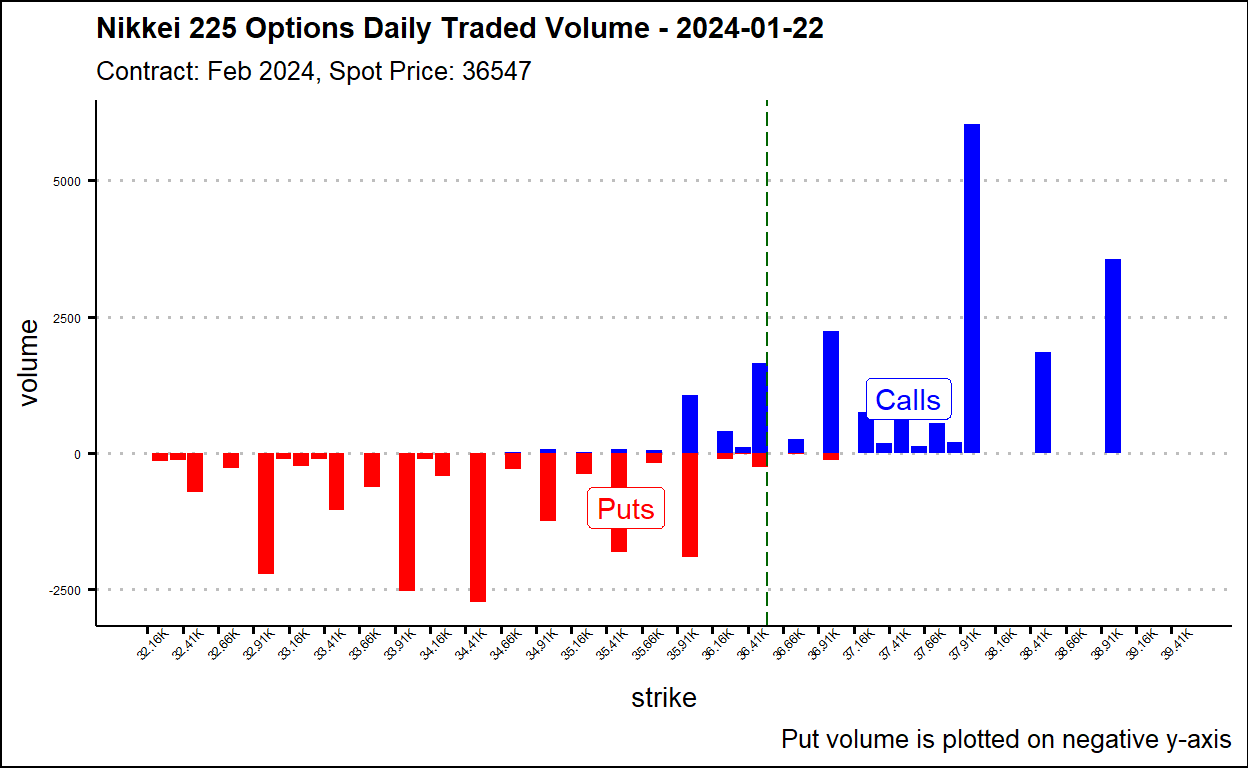 Nikkei 225 Options Daily Traded Volume - 2024-01-22
Contract: Feb 2024, Spot Price: 36547
volume
5000
2500
0
-2500
Calls
Puts
32.16K 32.41K 32.66K 32.91K 33.16K 33.41K 33.66K 33.91K 34.16K 34.41K 34.66K 34.91K 35.16K 35.41K 35.66K 35.91K 36.16K 36.41K 36.66K 36.91K 37.16K 37.41K 37.66K 37.91K 38.16K 38.41K 38.66K 38.91K 39.16K 39.41K
strike
Put volume is plotted on negative y-axis